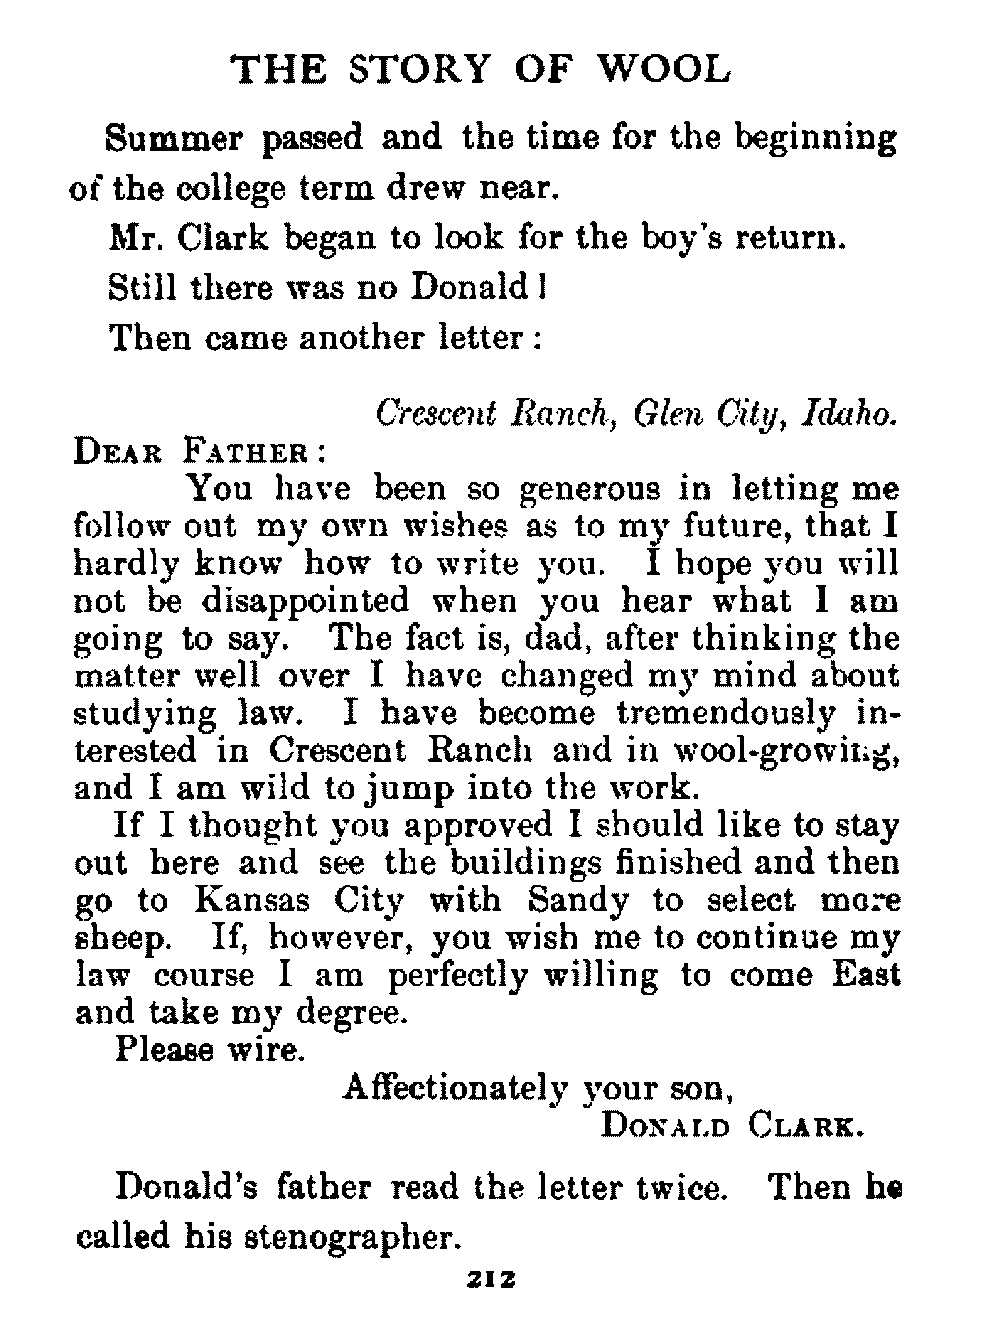 THE STORY OF WOOL
Summer passed and the time for the beginning
of the college term drew near.
Mr. Clark began to look for the boy's return.
Still there was no Donald!
Then came another letter:
Crescent Ranch, Glen City, Idaho.
DEAR FATHER:
You have been so generous in letting me
follow out my own wishes as to my future, that I
hardly know how to write you. I hope you will
not be disappointed when you hear what I am
going to say. The fact is, dad, after thinking the
matter well over I have changed my mind about
studying law. I have become tremendously in-
terested in Crescent Ranch and in wool-growing,
and I am wild to jump into the work.
If I thought you approved I should like to stay
out here and see the buildings finished and then
go to Kansas City with Sandy to select more
sheep. If, however, you wish me to continue my
law course I am perfectly willing to come East
and take my degree.
Please wire.
Affectionately your son,
DONALD CLARK.
Donald's father read the letter twice. Then he
called his stenographer.
212